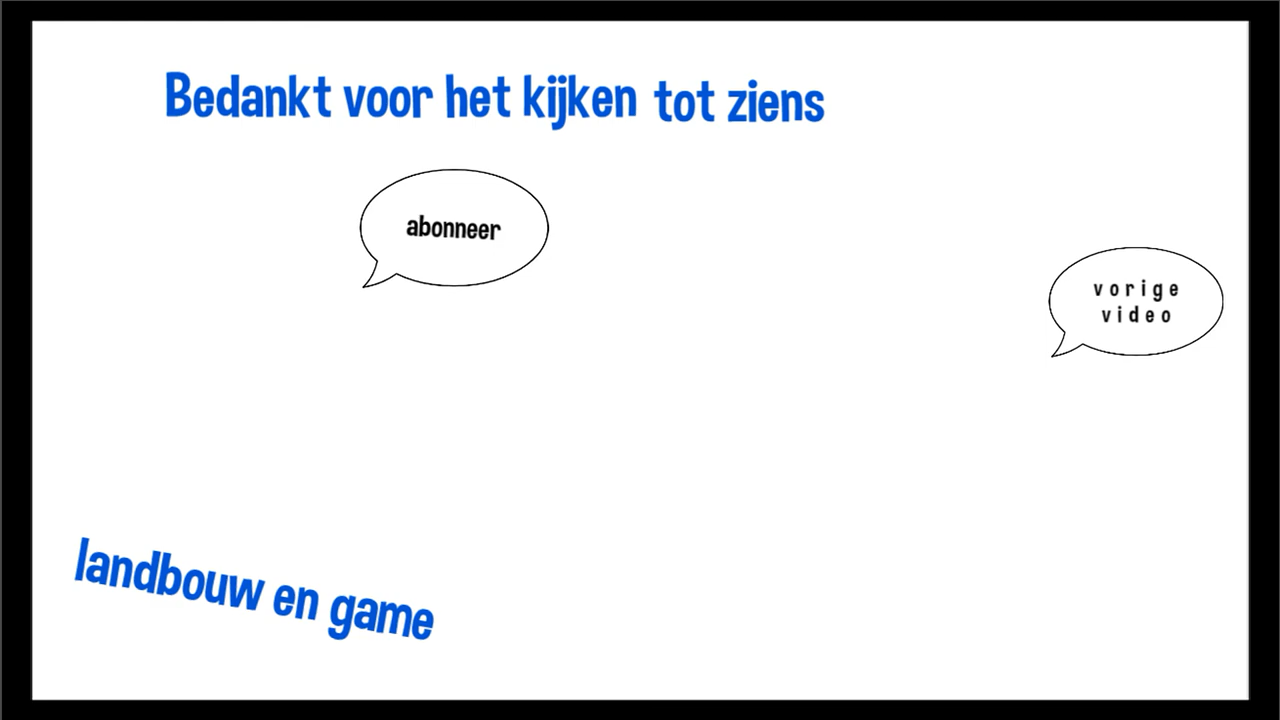 Bedankt voor het kijken tot ziens
abonneer
vorige
video
landbouw en game